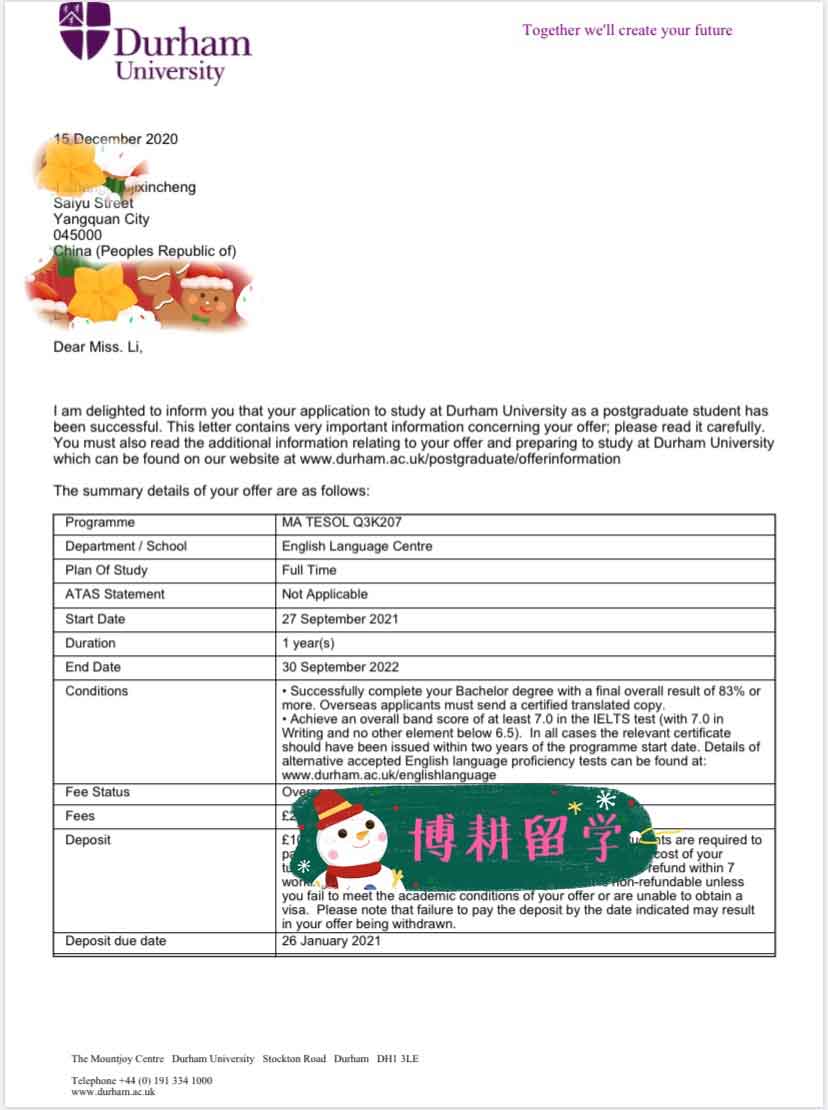 Durham
University
Together we'll create your future
15 December 2020
jixincheng
Saiyu Street
Yangquan City
045000
China (Peoples Republic of)
Dear Miss. Li,
I am delighted to inform you that your application to study at Durham University as a postgraduate student has
been successful. This letter contains very important information concerning your offer; please read it carefully.
You must also read the additional information relating to your offer and preparing to study at Durham University
which can be found on our website at www.durham.ac.uk/postgraduate/offerinformation
The summary details of your offer are as follows:
Programme MA TESOL Q3K207
Department / School English Language Centre
Plan Of Study Full Time
ATAS Statement Not Applicable
Start Date 27 September 2021
Duration 1 year(s)
End Date 30 September 2022
Conditions • Successfully complete your Bachelor degree with a final overall result of 83% or
more. Overseas applicants must send a certified translated copy.
• Achieve an overall band score of at least 7.0 in the IELTS test (with 7.0 in
Writing and no other element below 6.5). In all cases the relevant certificate
should have been issued within two years of the programme start date. Details of
alternative accepted English language proficiency tests can be found at:
www.durham.ac.uk/englishlanguage
Fee Status
Fees
博耕留学
Deposit are required to
cost of your
refund within 7
non-refundable unless
you fail to meet the academic conditions of your offer or are unable to obtain a
visa. Please note that failure to pay the deposit by the date indicated may result
in your offer being withdrawn.
Deposit due date 26 January 2021
The Mountjoy Centre Durham University Stockton Road Durham DH1 3LE
Telephone +44 (0) 191 334 1000
www.durham.ac.uk